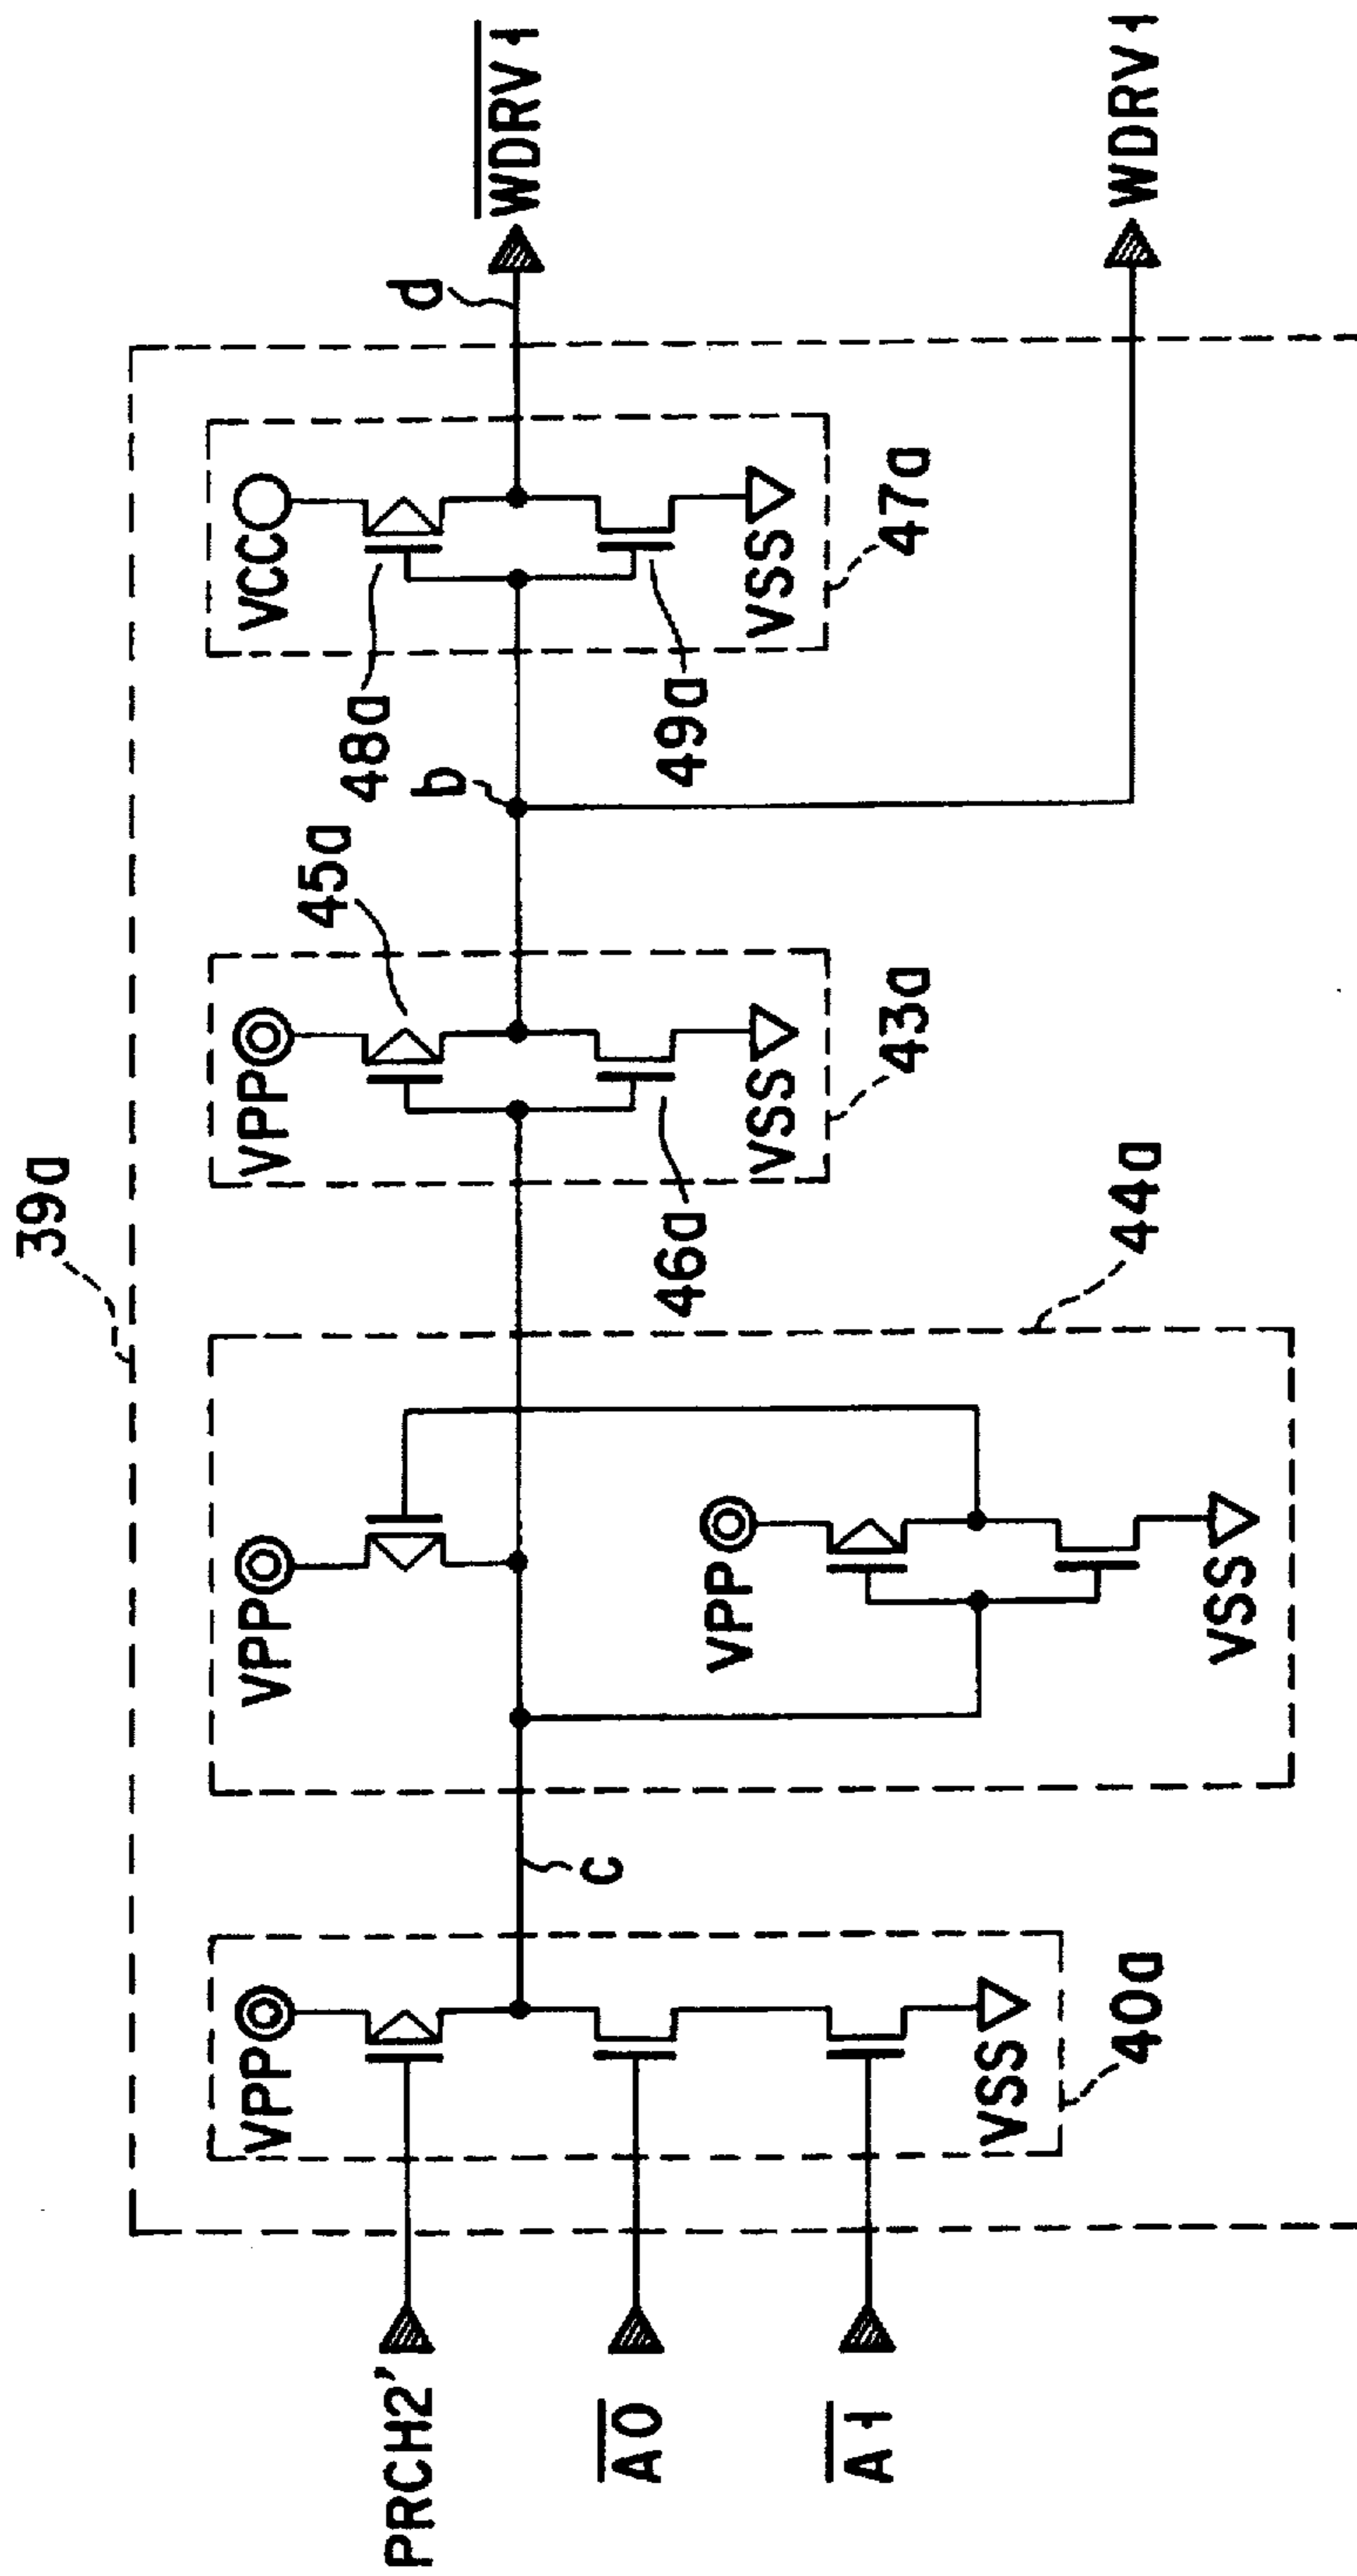 39a
VPP
VPP
VPP
VCC
45a
48a
d
WDRV1
PRCH2'
A0
A1
c
b
VPP
46a
49a
VSS
VSS
VSS
VSS
40a
44a
43a
47a
WDRV1